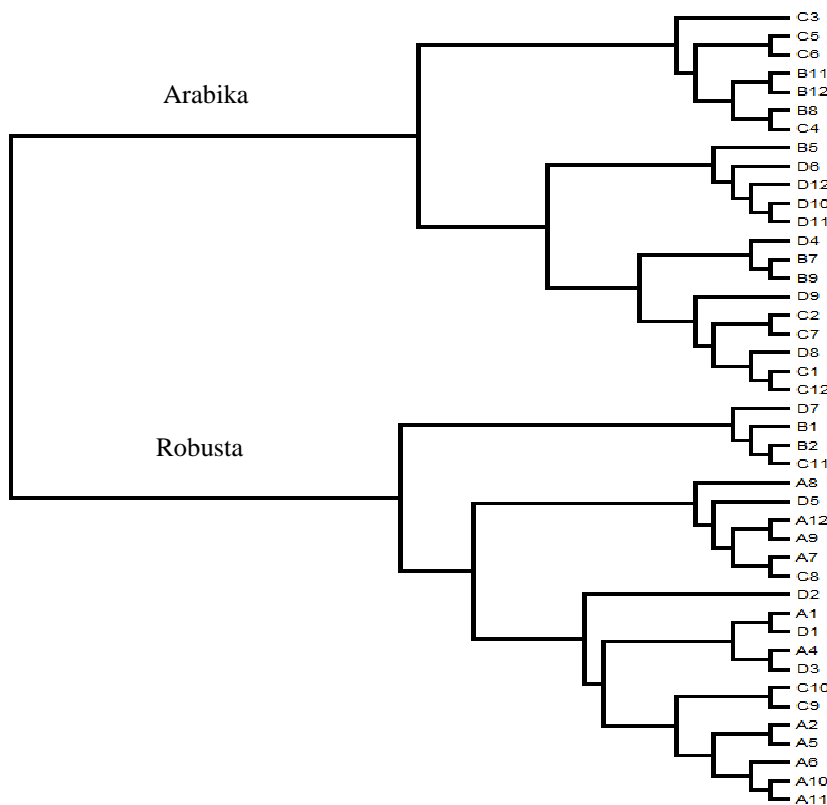 C3
C5
C6
B11
Arabika
B12
B8
C4
B5
D6
D12
D10
D11
D4
B7
B9
D9
C2
C7
D8
C1
C12
D7
B1
Robusta
B2
C11
A8
D5
A12
A9
A7
C8
D2
A1
D1
A4
D3
C10
C9
A2
A5
A6
A10
A11